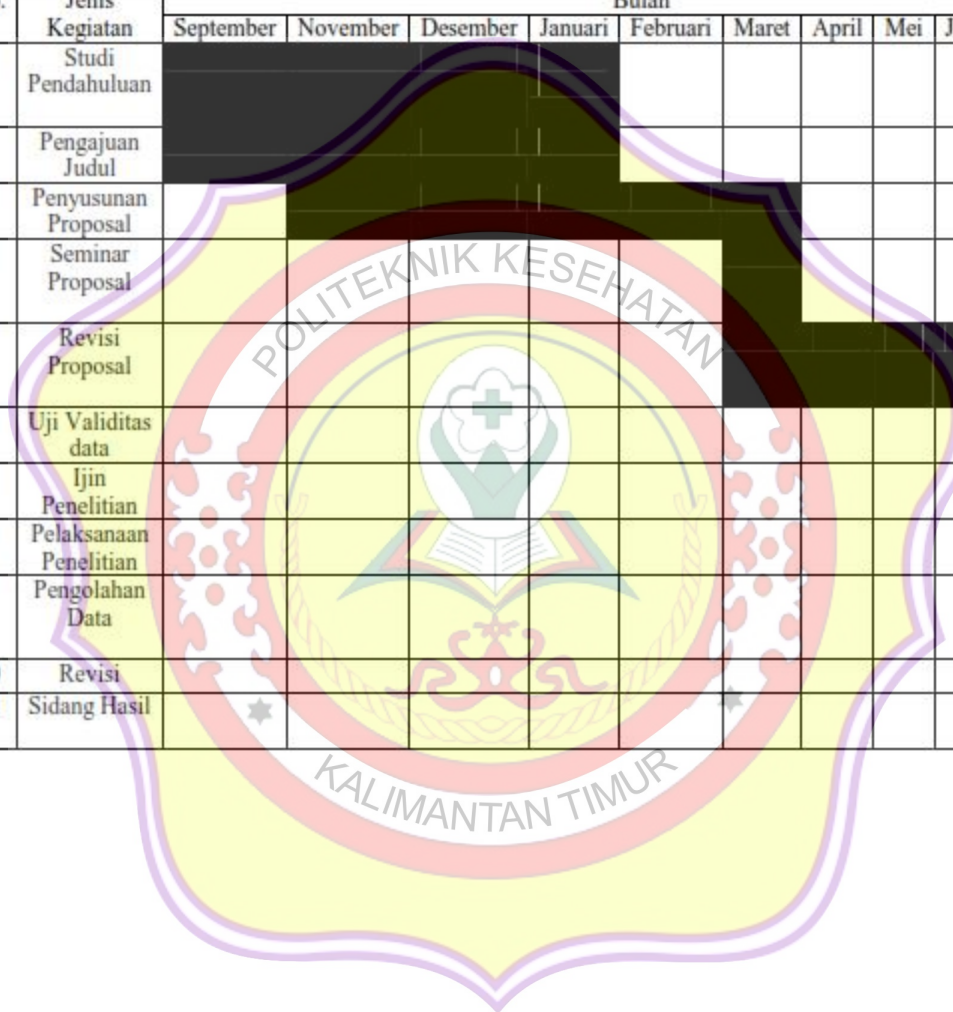 Jenis
Bulan
Kegiatan September November Desember Januari Februari Maret April Mei J
Studi
Pendahuluan
Pengajuan
Judul
Penyusunan
Proposal
Seminar
Proposal
Revisi
Proposal
Uji Validitas
data
Ijin
Penelitian
Pelaksanaan
Penelitian
Pengolahan
Data
Revisi
Sidang Hasil
POLITEKNIK KESEHATAN
KALIMANTAN TIMUR